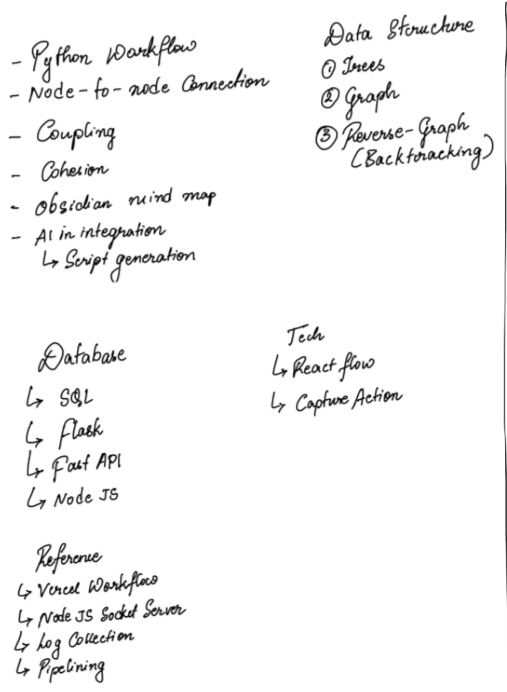 - Python Workflow
- Node-to-node Connection
- Coupling
- Cohesion
- Obsidian mind map
- AI in integration
↳ Script generation
Data Structure
① Trees
② Graph
③ Reverse-Graph
(Backtracking)
Database
↳ SQL
↳ Flask
↳ Fast API
↳ Node JS
Tech
↳ React flow
↳ Capture Action
Reference
↳ Vercel Workflow
↳ Node JS Socket Server
↳ Log Collection
↳ Pipelining